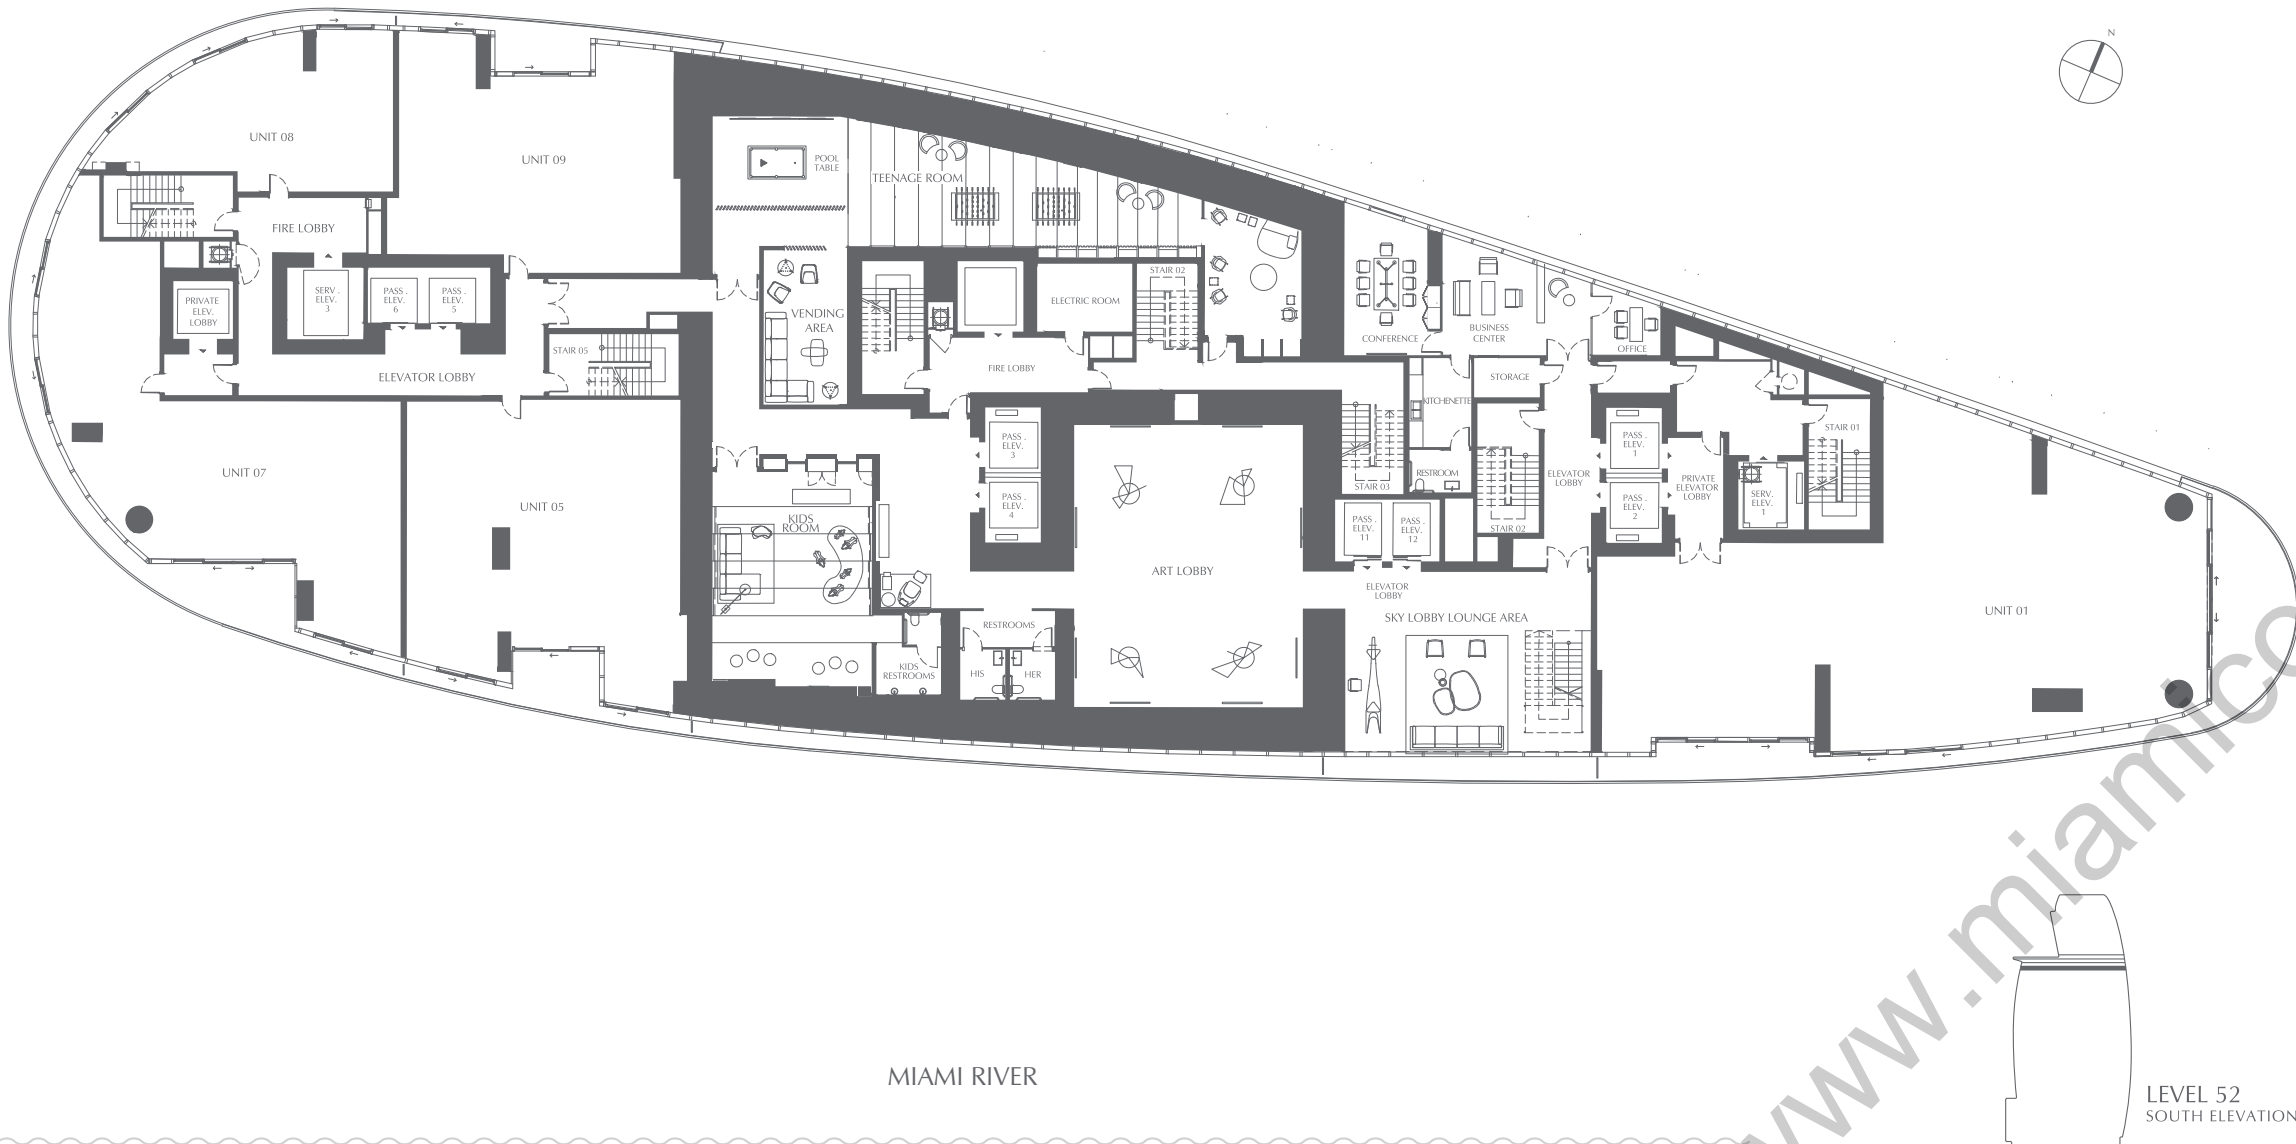 N
UNIT 08
UNIT 09
POOL
TABLE
TEENAGE ROOM
FIRE LOBBY
PRIVATE
ELEV.
LOBBY
SERV .
ELEV.
3
PASS .
ELEV.
6
PASS .
ELEV.
5
STAIR 05
ELEVATOR LOBBY
VENDING
AREA
ELECTRIC ROOM
STAIR 02
FIRE LOBBY
CONFERENCE
BUSINESS
CENTER
OFFICE
STORAGE
KITCHENETTE
STAIR 01
UNIT 07
UNIT 05
KIDS
ROOM
PASS .
ELEV.
3
PASS .
ELEV.
4
ART LOBBY
STAIR 03
RESTROOM
STAIR 02
ELEVATOR
LOBBY
PASS .
ELEV.
1
PASS .
ELEV.
2
PRIVATE
ELEVATOR
LOBBY
SERV.
ELEV.
1
PASS .
ELEV.
11
PASS .
ELEV.
12
ELEVATOR
LOBBY
SKY LOBBY LOUNGE AREA
UNIT 01
RESTROOMS
KIDS
RESTROOMS
HIS
HER
MIAMI RIVER
LEVEL 52
SOUTH ELEVATION
www.miamico